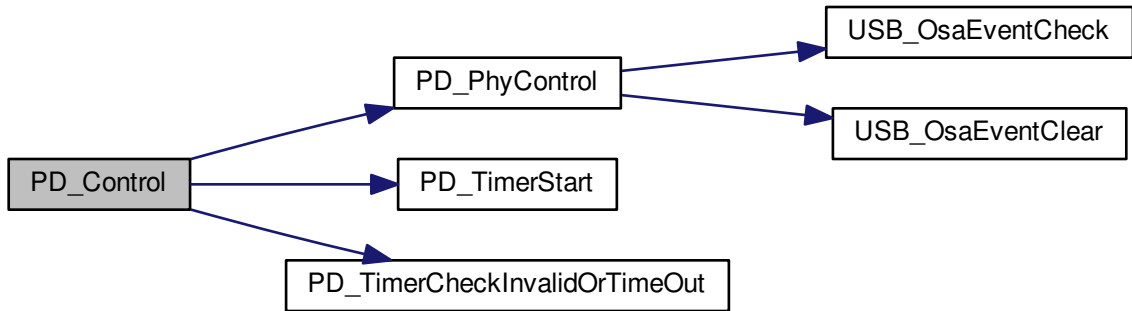 PD_Control
PD_PhyControl
PD_TimerStart
PD_TimerCheckInvalidOrTimeOut
USB_OsaEventCheck
USB_OsaEventClear